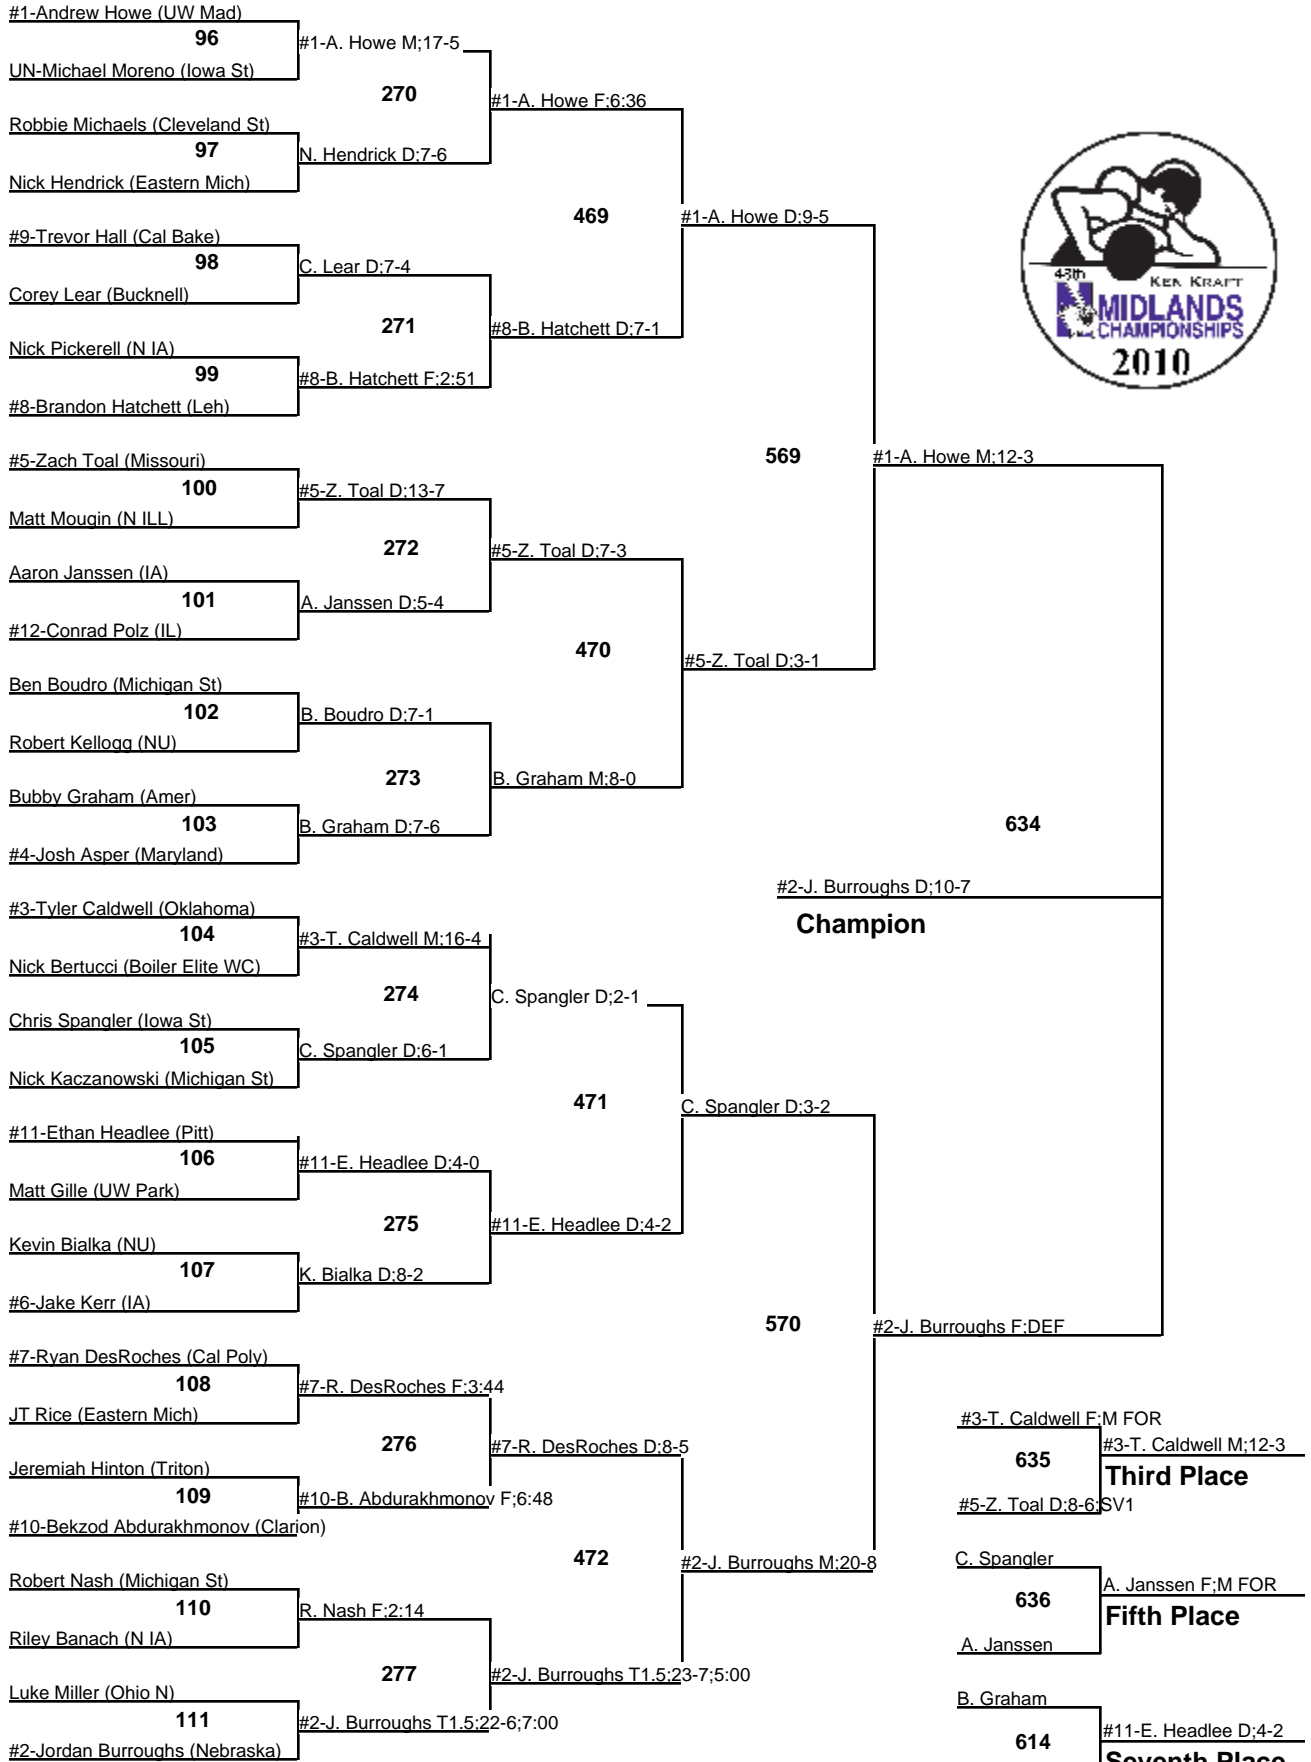 #1-Andrew Howe (UW Mad)
96
#1-A. Howe M;17-5
UN-Michael Moreno (Iowa St)
270
#1-A. Howe F;6:36
Robbie Michaels (Cleveland St)
97
N. Hendrick D;7-6
Nick Hendrick (Eastern Mich)
469
#1-A. Howe D;9-5
#9-Trevor Hall (Cal Bake)
98
C. Lear D;7-4
Corey Lear (Bucknell)
271
#8-B. Hatchett D;7-1
Nick Pickerell (N IA)
99
#8-B. Hatchett F;2:51
#8-Brandon Hatchett (Leh)
KEN KRAFT
MIDLANDS
CHAMPIONSHIPS
2010
569
#1-A. Howe M;12-3
#5-Zach Toal (Missouri)
100
#5-Z. Toal D;13-7
Matt Mougin (N ILL)
272
#5-Z. Toal D;7-3
Aaron Janssen (IA)
101
A. Janssen D;5-4
#12-Conrad Polz (IL)
470
#5-Z. Toal D;3-1
Ben Boudro (Michigan St)
102
B. Boudro D;7-1
Robert Kellogg (NU)
273
B. Graham M;8-0
Bubby Graham (Amer)
103
B. Graham D;7-6
#4-Josh Asper (Maryland)
634
#2-J. Burroughs D;10-7
Champion
#3-Tyler Caldwell (Oklahoma)
104
#3-T. Caldwell M;16-4
Nick Bertucci (Boiler Elite WC)
274
C. Spangler D;2-1
Chris Spangler (Iowa St)
105
C. Spangler D;6-1
Nick Kaczanowski (Michigan St)
471
C. Spangler D;3-2
#11-Ethan Headlee (Pitt)
106
#11-E. Headlee D;4-0
Matt Gille (UW Park)
275
#11-E. Headlee D;4-2
Kevin Bialka (NU)
107
K. Bialka D;8-2
#6-Jake Kerr (IA)
570
#2-J. Burroughs F;DEF
#7-Ryan DesRoches (Cal Poly)
108
#7-R. DesRoches F;3:44
JT Rice (Eastern Mich)
276
#7-R. DesRoches D;8-5
Jeremiah Hinton (Triton)
109
#10-B. Abdurakhmonov F;6:48
#10-Bekzod Abdurakhmonov (Clarion)
472
#2-J. Burroughs M;20-8
Robert Nash (Michigan St)
110
R. Nash F;2:14
Riley Banach (N IA)
277
#2-J. Burroughs T1.5;23-7;5:00
Luke Miller (Ohio N)
111
#2-J. Burroughs T1.5;22-6;7:00
#2-Jordan Burroughs (Nebraska)
#3-T. Caldwell F;M FOR
635
#3-T. Caldwell M;12-3
Third Place
#5-Z. Toal D;8-6;SV1
C. Spangler
636
A. Janssen F;M FOR
Fifth Place
A. Janssen
B. Graham
614
#11-E. Headlee D;4-2
Seventh Place